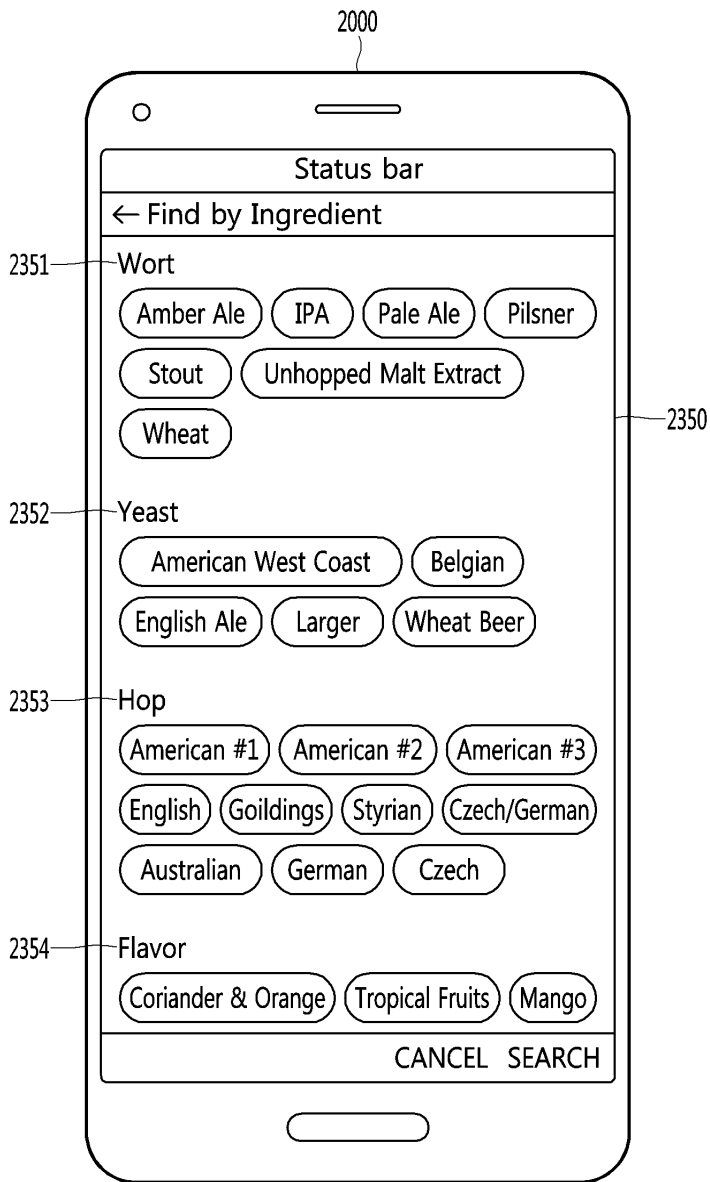 2000
Status bar
← Find by Ingredient
2351 Wort
Amber Ale IPA Pale Ale Pilsner
Stout Unhopped Malt Extract
Wheat
2350
2352 Yeast
American West Coast Belgian
English Ale Larger Wheat Beer
2353 Hop
American #1 American #2 American #3
English Goildings Styrian Czech/German
Australian German Czech
2354 Flavor
Coriander & Orange Tropical Fruits Mango
CANCEL SEARCH